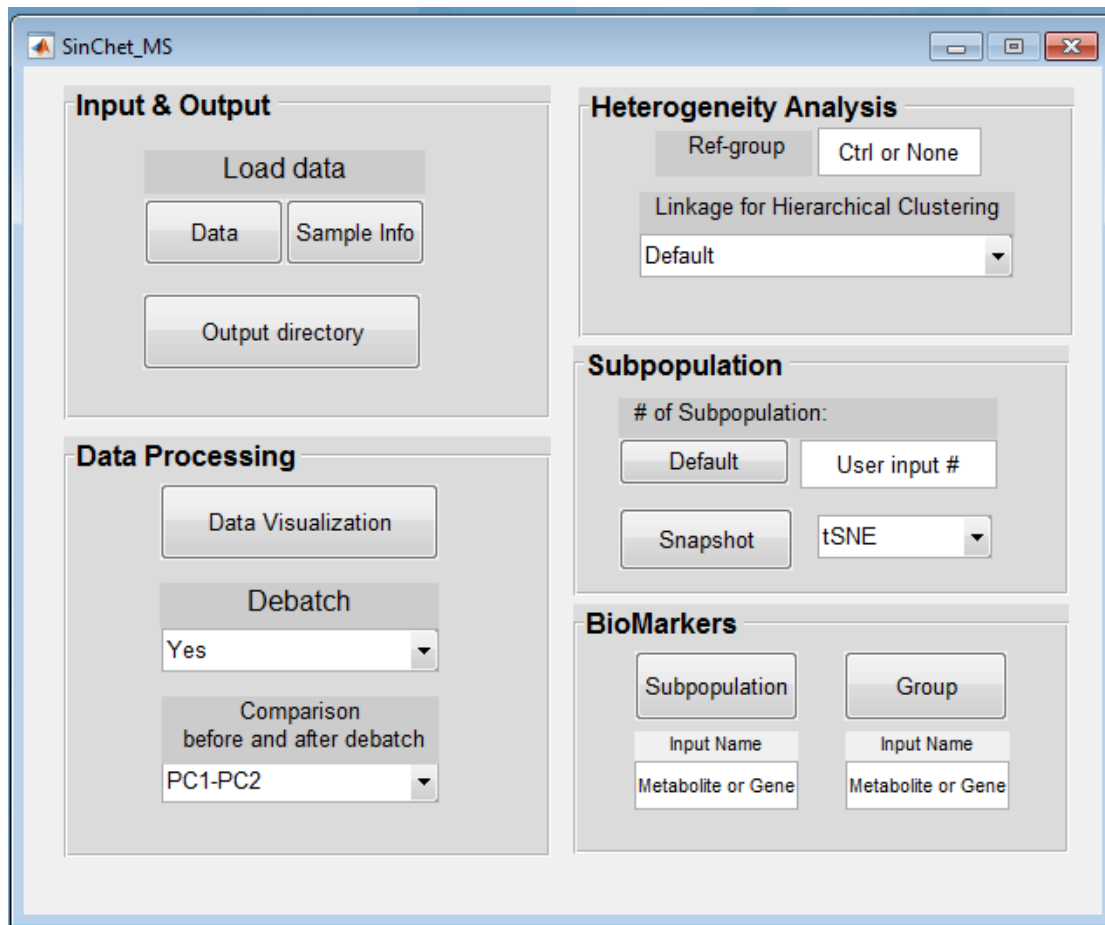 SinChet_MS
Input & Output
Load data
Data
Sample Info
Output directory
Data Processing
Data Visualization
Debatch
Yes
Comparison
before and after debatch
PC1-PC2
Heterogeneity Analysis
Ref-group
Ctrl or None
Linkage for Hierarchical Clustering
Default
Subpopulation
# of Subpopulation:
Default
User input #
Snapshot
tSNE
BioMarkers
Subpopulation
Group
Input Name
Input Name
Metabolite or Gene
Metabolite or Gene